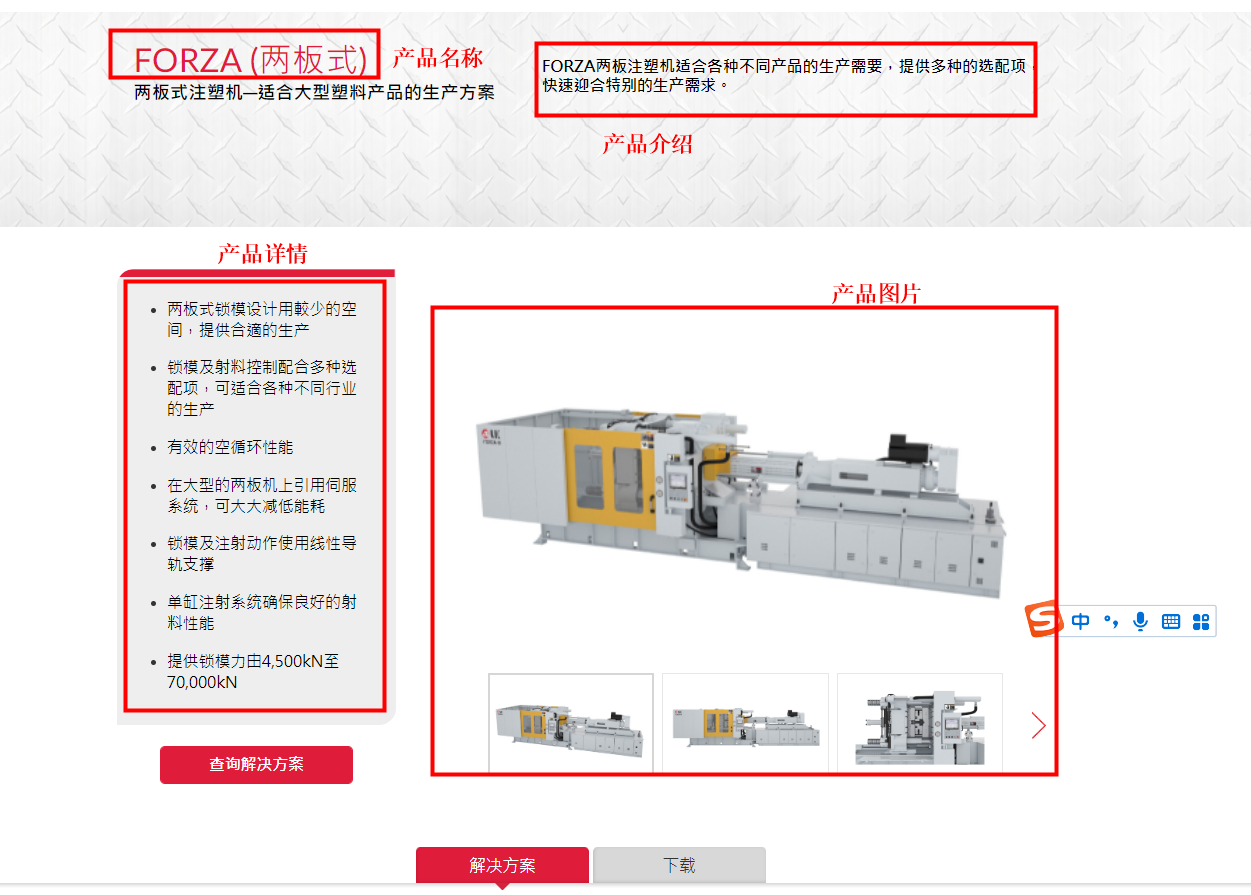 FORZA (两板式)
产品名称
两板式注塑机—适合大型塑料产品的生产方案
FORZA两板注塑机适合各种不同产品的生产需要，提供多种的选配项，
快速迎合特别的生产需求。
产品介绍
产品详情
两板式锁模设计用較少的空
间，提供合適的生产
锁模及射料控制配合多种选
配项，可适合各种不同行业
的生产
有效的空循环性能
在大型的两板机上引用伺服
系统，可大大减低能耗
锁模及注射动作使用线性导
轨支撑
单缸注射系统确保良好的射
料性能
提供锁模力由4,500kN至
70,000kN
查询解决方案
产品图片
中
解决方案
下载